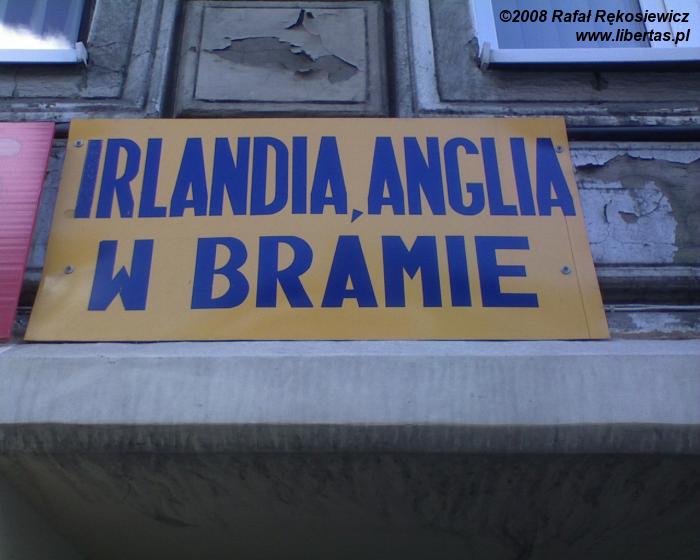 ©2008 Rafał Rękosiewicz
www.libertas.pl
IRLANDIA, ANGLIA
W BRAMIE